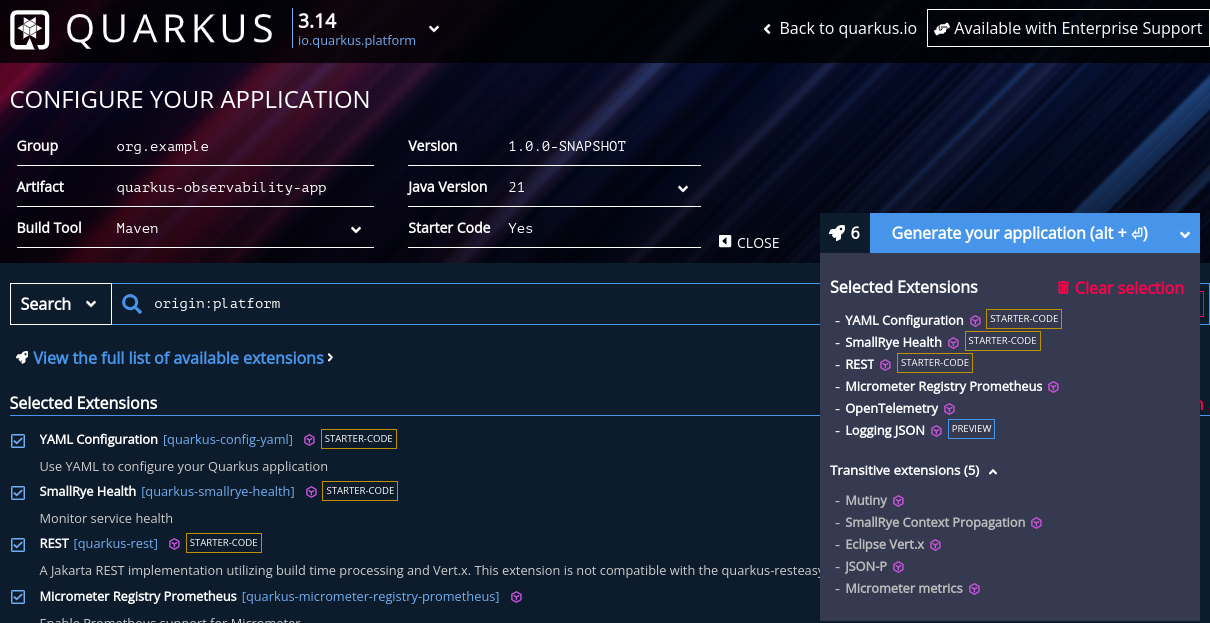 QUARKUS
3.14
io.quarkus.platform
Back to quarkus.io
Available with Enterprise Support
CONFIGURE YOUR APPLICATION
Group org.example
Version 1.0.0-SNAPSHOT
Artifact quarkus-observability-app
Java Version 21
Build Tool Maven
Starter Code Yes
CLOSE
6 Generate your application (alt + ⏎)
Search origin:platform
View the full list of available extensions
Selected Extensions
YAML Configuration [quarkus-config-yaml] STARTER-CODE
Use YAML to configure your Quarkus application
SmallRye Health [quarkus-smallrye-health] STARTER-CODE
Monitor service health
REST [quarkus-rest] STARTER-CODE
A Jakarta REST implementation utilizing build time processing and Vert.x. This extension is not compatible with the quarkus-resteasy
Micrometer Registry Prometheus [quarkus-micrometer-registry-prometheus]
Enable Prometheus support for Micrometer
Selected Extensions
Clear selection
- YAML Configuration STARTER-CODE
- SmallRye Health STARTER-CODE
- REST STARTER-CODE
- Micrometer Registry Prometheus
- OpenTelemetry
- Logging JSON PREVIEW
Transitive extensions (5)
- Mutiny
- SmallRye Context Propagation
- Eclipse Vert.x
- JSON-P
- Micrometer metrics